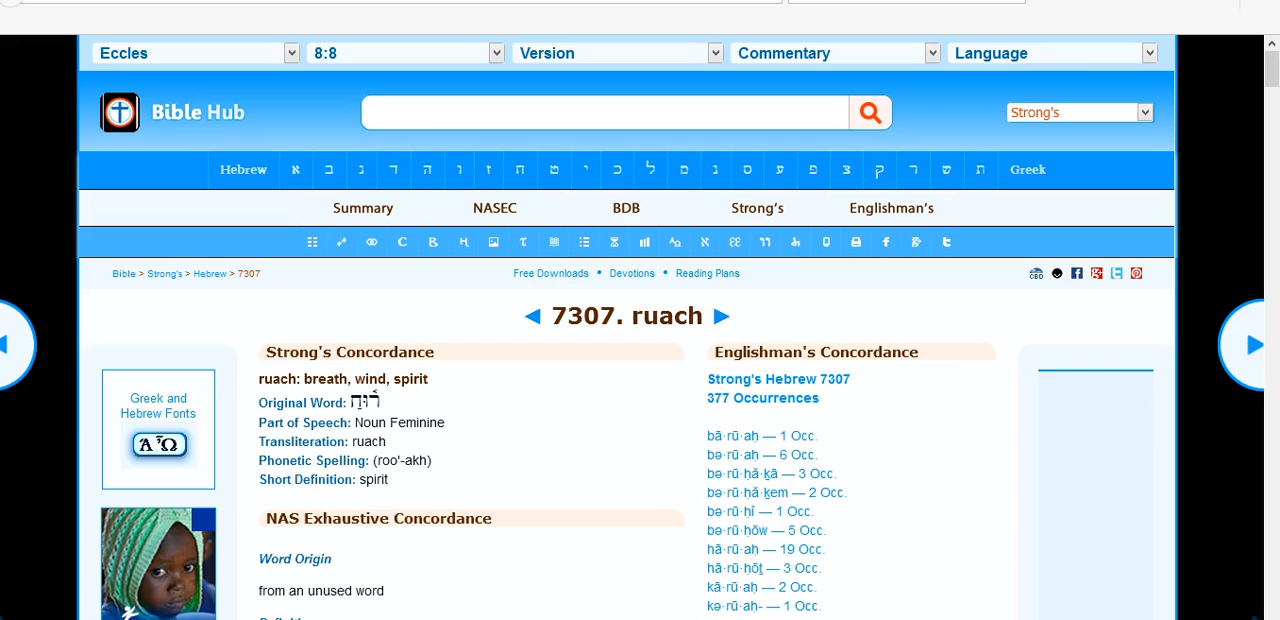 Eccles 8:8 Version Commentary Language
Bible Hub
Strong's
Hebrew א ב ג ד ה ו ז ח ט י כ ל מ נ ס ע פ צ ק ר ש ת Greek
Summary NASEC BDB Strong’s Englishman’s
Bible > Strong's > Hebrew > 7307
Free Downloads • Devotions • Reading Plans
CBD
◄ 7307. ruach ►
Greek and
Hebrew Fonts
Strong's Concordance
ruach: breath, wind, spirit
Original Word: ר֫וּחַ
Part of Speech: Noun Feminine
Transliteration: ruach
Phonetic Spelling: (roo'-akh)
Short Definition: spirit
NAS Exhaustive Concordance
Word Origin
from an unused word
Englishman's Concordance
Strong's Hebrew 7307
377 Occurrences
bā·rū·aḥ — 1 Occ.
bə·rū·aḥ — 6 Occ.
bə·rū·ḥă·ḵā — 3 Occ.
bə·rū·ḥă·ḵem — 2 Occ.
bə·rū·ḥî — 1 Occ.
bə·rū·ḥōw — 5 Occ.
hā·rū·aḥ — 19 Occ.
hā·rū·ḥōṯ — 3 Occ.
kā·rū·aḥ — 2 Occ.
kə·rū·aḥ- — 1 Occ.